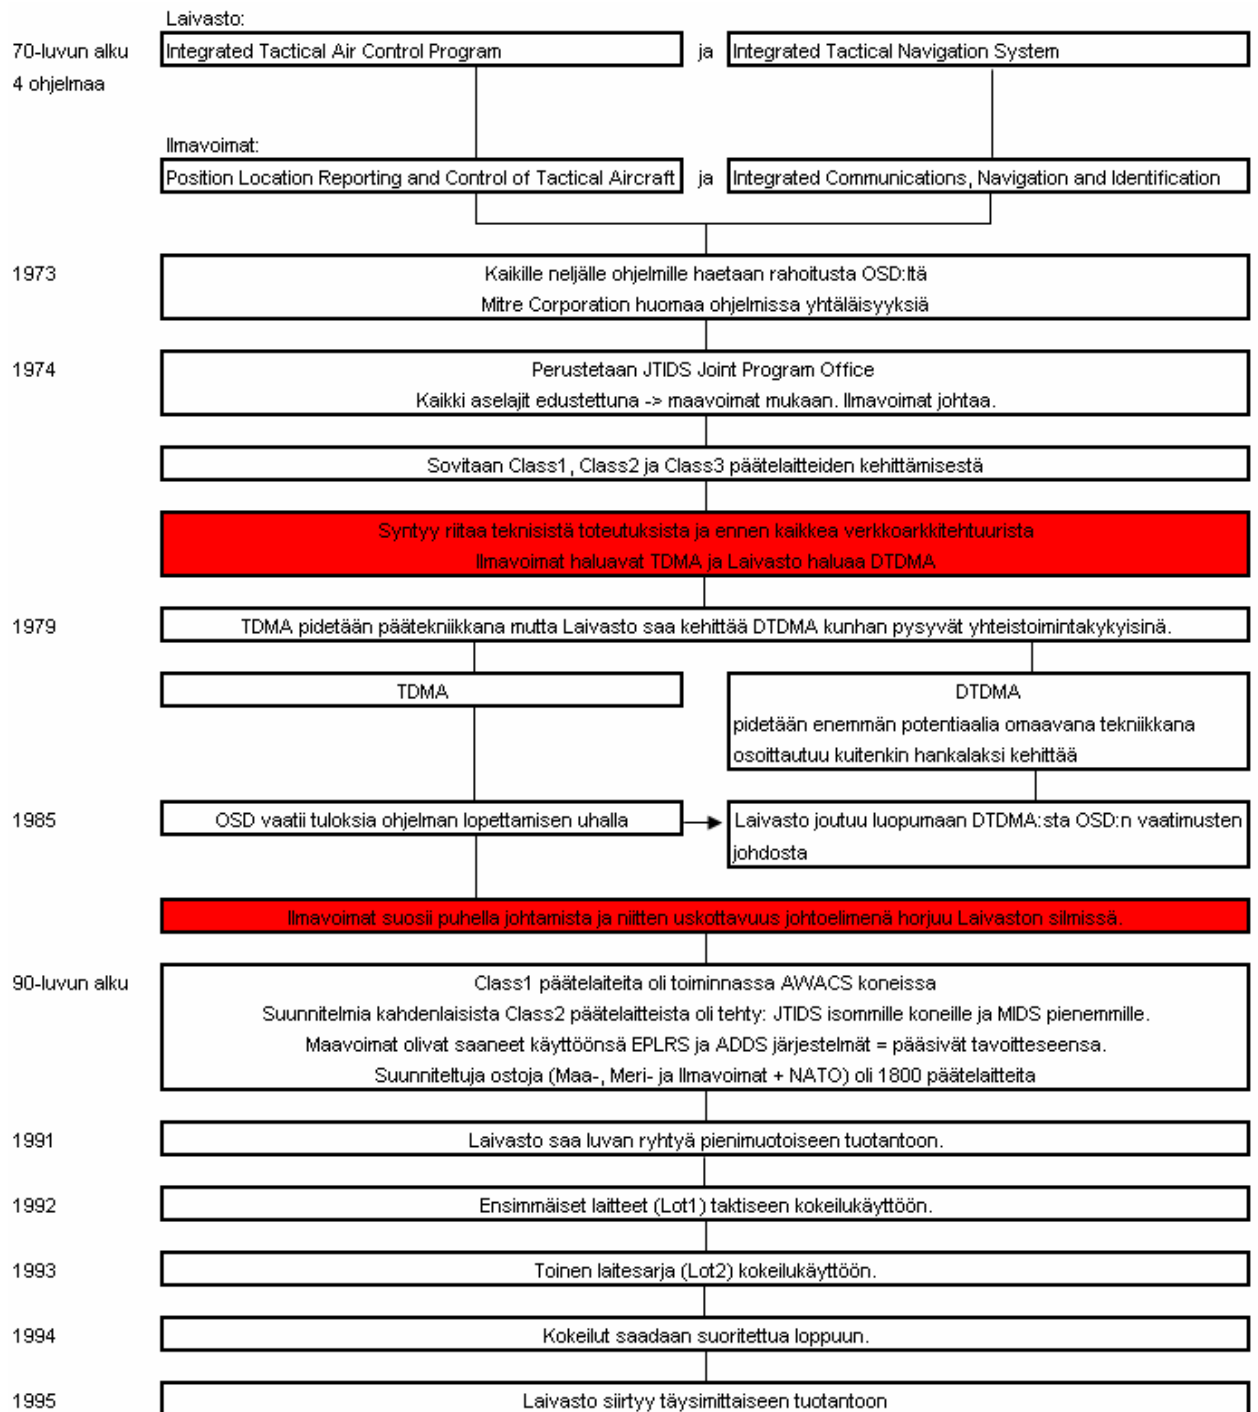 Laivasto:
70-luvun alku
Integrated Tactical Air Control Program
ja
Integrated Tactical Navigation System
4 ohjelmaa
Ilmavoimat:
Position Location Reporting and Control of Tactical Aircraft
ja
Integrated Communications, Navigation and Identification
1973
Kaikille neljälle ohjelmille haetaan rahoitusta OSD:ltä
Mitre Corporation huomaa ohjelmissa yhtäläisyyksiä
1974
Perustetaan JTIDS Joint Program Office
Kaikki aselajit edustettuna -> maavoimat mukaan. Ilmavoimat johtaa.
Sovitaan Class1, Class2 ja Class3 päätelaitteiden kehittämisestä
Syntyy riitaa teknisistä toteutuksista ja ennen kaikkea verkkoarkkitehtuurista
Ilmavoimat haluavat TDMA ja Laivasto haluaa DTDMA
1979
TDMA pidetään päätekniikkana mutta Laivasto saa kehittää DTDMA kunhan pysyvät yhteistoimintakykyisinä.
TDMA
DTDMA
pidetään enemmän potentiaalia omaavana tekniikkana
osoittautuu kuitenkin hankalaksi kehittää
1985
OSD vaatii tuloksia ohjelman lopettamisen uhalla
Laivasto joutuu luopumaan DTDMA:sta OSD:n vaatimusten
johdosta
Ilmavoimat suosii puhella johtamista ja niitten uskottavuus johtoelimenä horjuu Laivaston silmissä.
90-luvun alku
Class1 päätelaiteita oli toiminnassa AWACS koneissa
Suunnitelmia kahdenlaisista Class2 päätelaitteista oli tehty: JTIDS isommille koneille ja MIDS pienemmille.
Maavoimat olivat saaneet käyttöönsä EPLRS ja ADDS järjestelmät = pääsivät tavoitteseensa.
Suunniteltuja ostoja (Maa-, Meri- ja Ilmavoimat + NATO) oli 1800 päätelaitteita
1991
Laivasto saa luvan ryhtyä pienimuotoiseen tuotantoon.
1992
Ensimmäiset laitteet (Lot1) taktiseen kokeilukäyttöön.
1993
Toinen laitesarja (Lot2) kokeilukäyttöön.
1994
Kokeilut saadaan suoritettua loppuun.
1995
Laivasto siirtyy täysimittaiseen tuotantoon